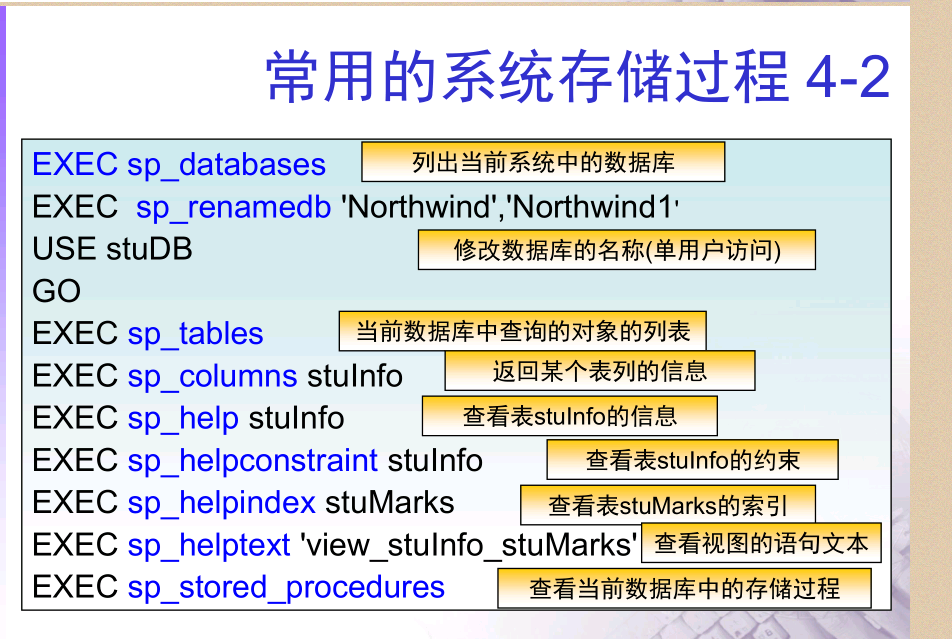 常用的系统存储过程 4-2
EXEC sp_databases 列出当前系统中的数据库
EXEC sp_renamedb 'Northwind','Northwind1'
USE stuDB 修改数据库的名称(单用户访问)
GO
EXEC sp_tables 当前数据库中查询的对象的列表
EXEC sp_columns stuInfo 返回某个表列的信息
EXEC sp_help stuInfo 查看表stuInfo的信息
EXEC sp_helpconstraint stuInfo 查看表stuInfo的约束
EXEC sp_helpindex stuMarks 查看表stuMarks的索引
EXEC sp_helptext 'view_stuInfo_stuMarks' 查看视图的语句文本
EXEC sp_stored_procedures 查看当前数据库中的存储过程